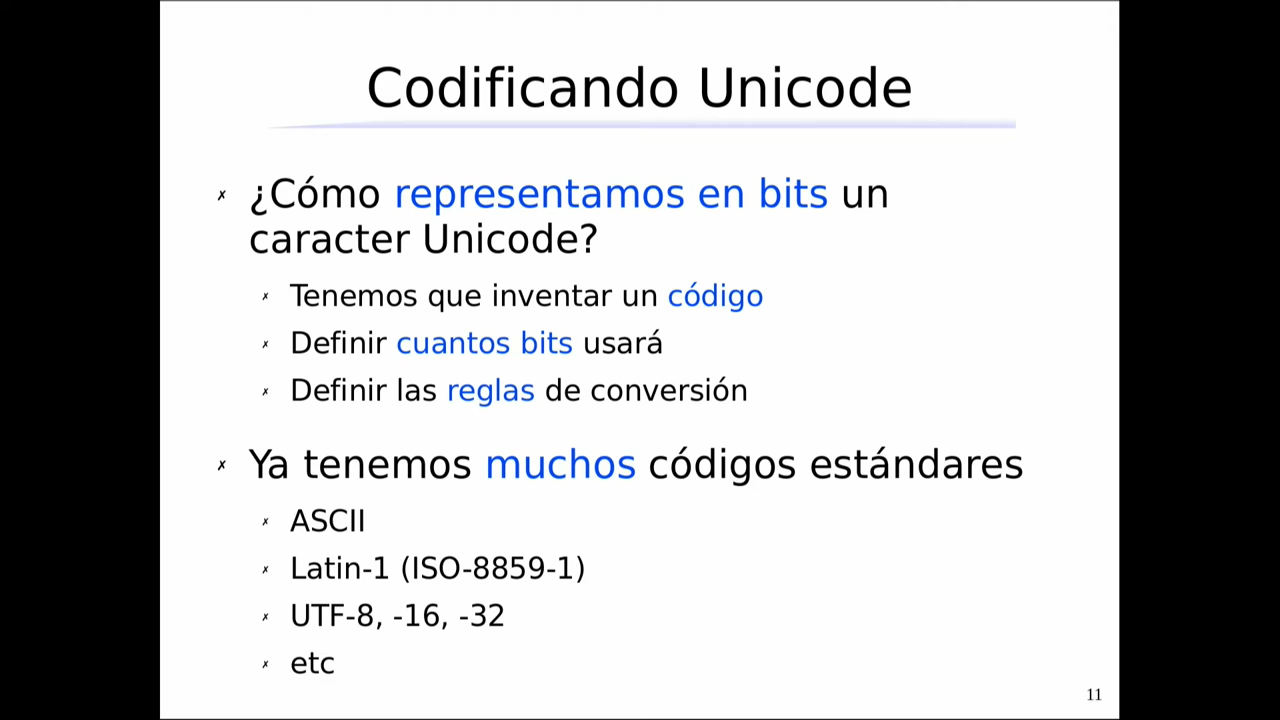 Codificando Unicode
✗ ¿Cómo representamos en bits un
caracter Unicode?
✗ Tenemos que inventar un código
✗ Definir cuantos bits usará
✗ Definir las reglas de conversión
✗ Ya tenemos muchos códigos estándares
✗ ASCII
✗ Latin-1 (ISO-8859-1)
✗ UTF-8, -16, -32
✗ etc
11